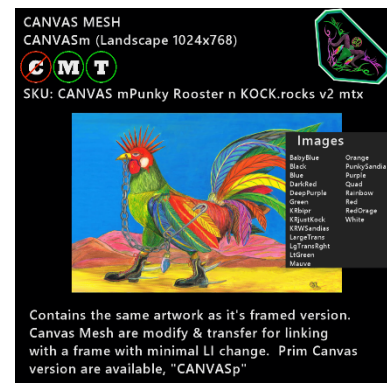 CANVAS MESH
CANVASm (Landscape 1024x768)
C M T
SKU: CANVAS mPunky Rooster n KOCK.rocks v2 mtx
Images
BabyBlue
Black
Blue
DarkRed
DeepPurple
Green
KRbipr
KRjustKock
KRWSandias
LargeTrans
LgTransRght
LtGreen
Mauve
Orange
PunkySandia
Purple
Quad
Rainbow
Red
RedOrage
White
Contains the same artwork as it's framed version.
Canvas Mesh are modify & transfer for linking
with a frame with minimal LI change.  Prim Canvas
version are available, "CANVASp"